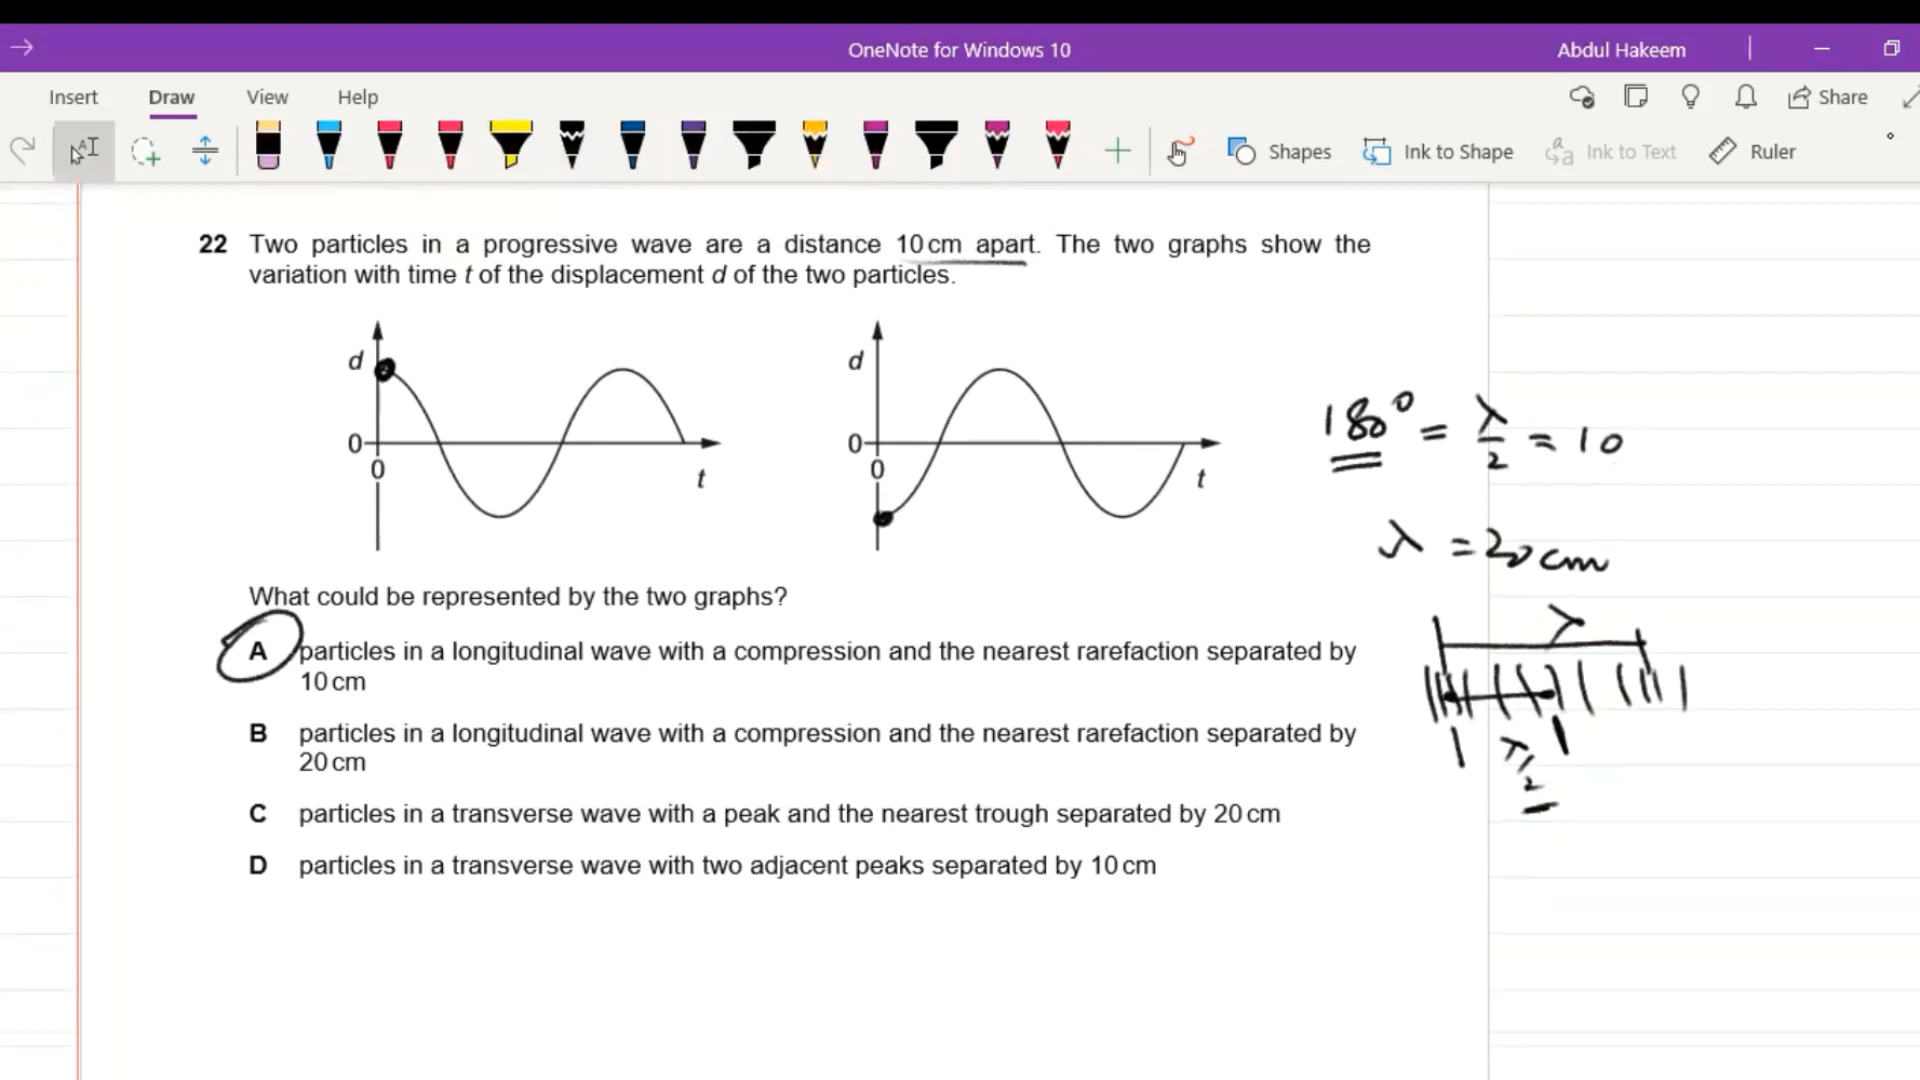 OneNote for Windows 10
Abdul Hakeem
Insert Draw View Help
Share
Shapes Ink to Shape Ink to Text Ruler
22 Two particles in a progressive wave are a distance 10 cm apart. The two graphs show the
variation with time t of the displacement d of the two particles.
d
0
0
t
d
0
0
t
180° = λ/2 = 10
λ = 20 cm
What could be represented by the two graphs?
A particles in a longitudinal wave with a compression and the nearest rarefaction separated by
10 cm
B particles in a longitudinal wave with a compression and the nearest rarefaction separated by
20 cm
C particles in a transverse wave with a peak and the nearest trough separated by 20 cm
D particles in a transverse wave with two adjacent peaks separated by 10 cm
λ
λ/2